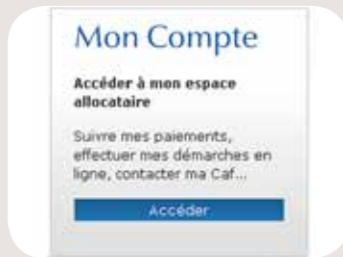 Mon Compte
Accéder à mon espace
allocataire
Suivre mes paiements,
effectuer mes démarches en
ligne, contacter ma Caf...
Accéder